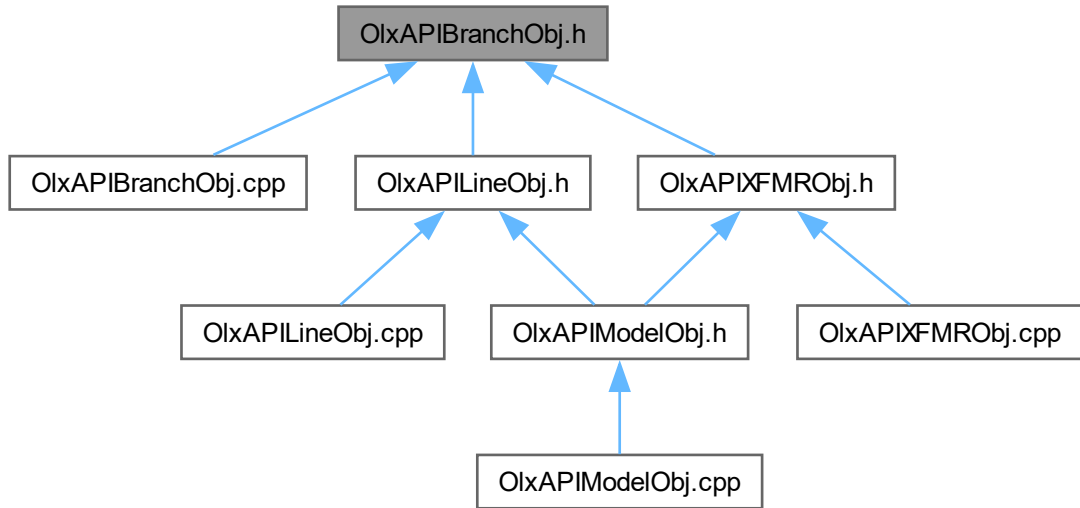 OlxAPIBranchObj.h
OlxAPIBranchObj.cpp
OlxAPILineObj.h
OlxAPIXFMRObj.h
OlxAPILineObj.cpp
OlxAPIModelObj.h
OlxAPIXFMRObj.cpp
OlxAPIModelObj.cpp